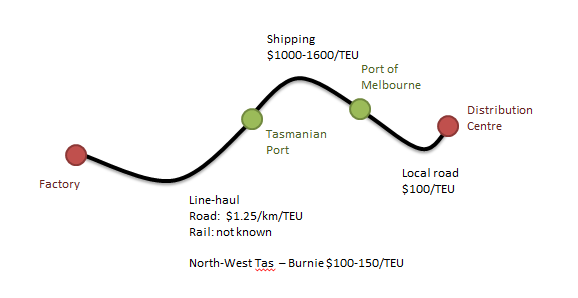 Shipping
$1000-1600/TEU
Port of
Melbourne
Distribution
Centre
Tasmanian
Port
Factory
Local road
$100/TEU
Line-haul
Road:  $1.25/km/TEU
Rail: not known
North-West Tas – Burnie $100-150/TEU